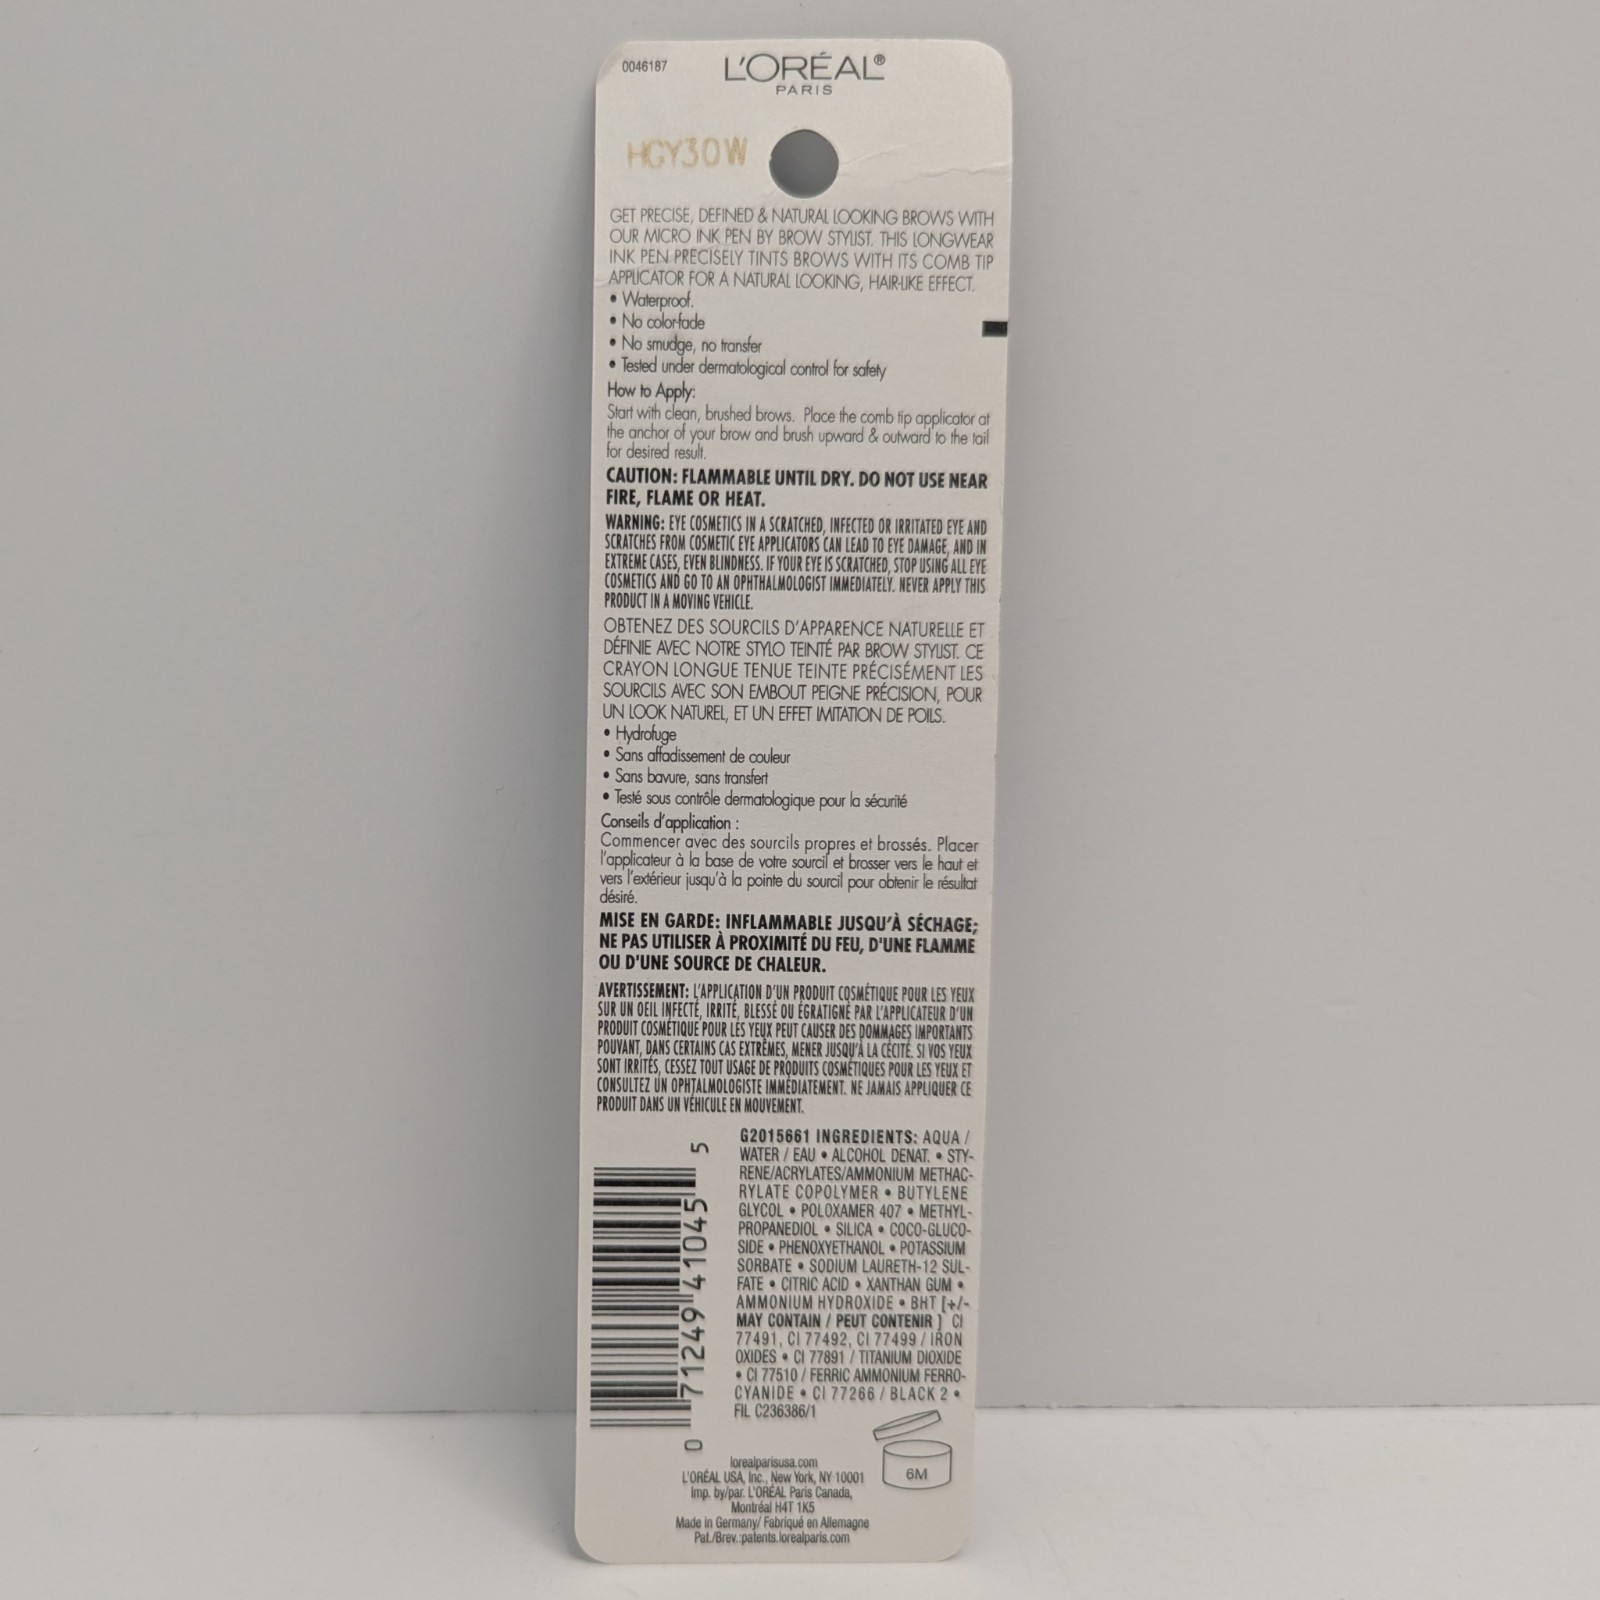 0046187
L'ORÉAL®
PARIS
HGY30W
GET PRECISE, DEFINED & NATURAL LOOKING BROWS WITH
OUR MICRO INK PEN BY BROW STYLIST. THIS LONGWEAR
INK PEN PRECISELY TINTS BROWS WITH ITS COMB TIP
APPLICATOR FOR A NATURAL LOOKING, HAIR-LIKE EFFECT.
• Waterproof.
• No color-fade
• No smudge, no transfer
• Tested under dermatological control for safety
How to Apply:
Start with clean, brushed brows. Place the comb tip applicator at
the anchor of your brow and brush upward & outward to the tail
for desired result.
CAUTION: FLAMMABLE UNTIL DRY. DO NOT USE NEAR
FIRE, FLAME OR HEAT.
WARNING: EYE COSMETICS IN A SCRATCHED, INFECTED OR IRRITATED EYE AND
SCRATCHES FROM COSMETIC EYE APPLICATORS CAN LEAD TO EYE DAMAGE, AND IN
EXTREME CASES, EVEN BLINDNESS. IF YOUR EYE IS SCRATCHED, STOP USING ALL EYE
COSMETICS AND GO TO AN OPHTHALMOLOGIST IMMEDIATELY. NEVER APPLY THIS
PRODUCT IN A MOVING VEHICLE.
OBTENEZ DES SOURCILS D'APPARENCE NATURELLE ET
DÉFINIE AVEC NOTRE STYLO TEINTÉ PAR BROW STYLIST. CE
CRAYON LONGUE TENUE TEINTE PRÉCISÉMENT LES
SOURCILS AVEC SON EMBOUT PEIGNE PRÉCISION, POUR
UN LOOK NATUREL, ET UN EFFET IMITATION DE POILS.
• Hydrofuge
• Sans affadissement de couleur
• Sans bavure, sans transfert
• Testé sous contrôle dermatologique pour la sécurité
Conseils d'application :
Commencer avec des sourcils propres et brossés. Placer
l'applicateur à la base de votre sourcil et brosser vers le haut et
vers l'extérieur jusqu'à la pointe du sourcil pour obtenir le résultat
désiré.
MISE EN GARDE: INFLAMMABLE JUSQU'À SÉCHAGE;
NE PAS UTILISER À PROXIMITÉ DU FEU, D'UNE FLAMME
OU D'UNE SOURCE DE CHALEUR.
AVERTISSEMENT: L'APPLICATION D'UN PRODUIT COSMÉTIQUE POUR LES YEUX
SUR UN OEIL INFECTÉ, IRRITÉ, BLESSÉ OU ÉGRATIGNÉ PAR L'APPLICATEUR D'UN
PRODUIT COSMÉTIQUE POUR LES YEUX PEUT CAUSER DES DOMMAGES IMPORTANTS
POUVANT, DANS CERTAINS CAS EXTRÊMES, MENER JUSQU'À LA CÉCITÉ. SI VOS YEUX
SONT IRRITÉS, CESSEZ TOUT USAGE DE PRODUITS COSMÉTIQUES POUR LES YEUX ET
CONSULTEZ UN OPHTALMOLOGISTE IMMÉDIATEMENT. NE JAMAIS APPLIQUER CE
PRODUIT DANS UN VÉHICULE EN MOUVEMENT.
0 71249 41045 5
G2015661 INGREDIENTS: AQUA /
WATER / EAU • ALCOHOL DENAT. • STY-
RENE/ACRYLATES/AMMONIUM METHAC-
RYLATE COPOLYMER • BUTYLENE
GLYCOL • POLOXAMER 407 • METHYL-
PROPANEDIOL • SILICA • COCO-GLUCO-
SIDE • PHENOXYETHANOL • POTASSIUM
SORBATE • SODIUM LAURETH-12 SUL-
FATE • CITRIC ACID • XANTHAN GUM •
AMMONIUM HYDROXIDE • BHT [+/-
MAY CONTAIN / PEUT CONTENIR ] CI
77491, CI 77492, CI 77499 / IRON
OXIDES • CI 77891 / TITANIUM DIOXIDE
• CI 77510 / FERRIC AMMONIUM FERRO-
CYANIDE • CI 77266 / BLACK 2 •
FIL C236386/1
6M
lorealparisusa.com
L'ORÉAL USA, Inc., New York, NY 10001
Imp. by/par. L'ORÉAL Paris Canada,
Montréal H4T 1K5
Made in Germany/ Fabriqué en Allemagne
Pat./Brev.:patents.lorealparis.com